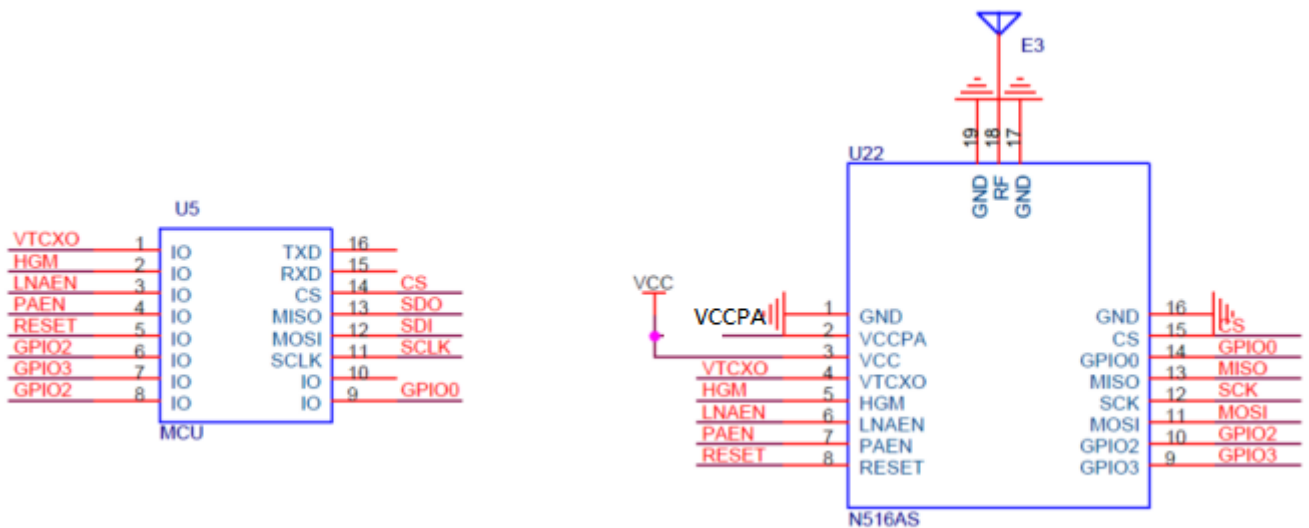 E3
19 18 17
U22
GND RF GND
U5
VTCXO 1 IO TXD 16
HGM 2 IO RXD 15
LNAEN 3 IO CS 14 CS
PAEN 4 IO MISO 13 SDO
RESET 5 IO MOSI 12 SDI
GPIO2 6 IO SCLK 11 SCLK
GPIO3 7 IO IO 10
GPIO2 8 IO IO 9 GPIO0
MCU
VCC
1 GND GND 16
VCCPA 2 VCCPA CS 15 CS
3 VCC GPIO0 14 GPIO0
VTCXO 4 VTCXO MISO 13 MISO
HGM 5 HGM SCK 12 SCK
LNAEN 6 LNAEN MOSI 11 MOSI
PAEN 7 PAEN GPIO2 10 GPIO2
RESET 8 RESET GPIO3 9 GPIO3
N516AS